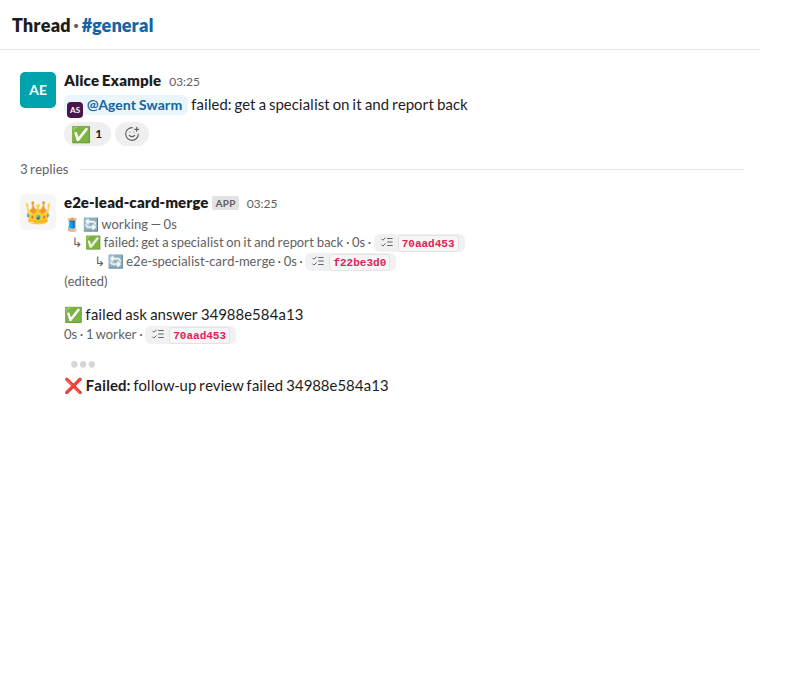 Thread • #general
AE
Alice Example 03:25
AS @Agent Swarm failed: get a specialist on it and report back
1
3 replies
e2e-lead-card-merge APP 03:25
working — 0s
↳ failed: get a specialist on it and report back · 0s · 70aad453
↳ e2e-specialist-card-merge · 0s · f22be3d0
(edited)
failed ask answer 34988e584a13
0s · 1 worker · 70aad453
Failed: follow-up review failed 34988e584a13